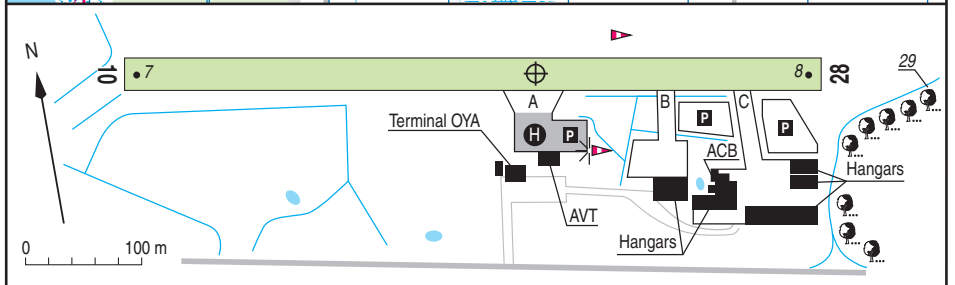 N
10
7
8
28
29
A
B
C
P
P
H
P
Terminal OYA
ACB
Hangars
AVT
Hangars
0
100 m